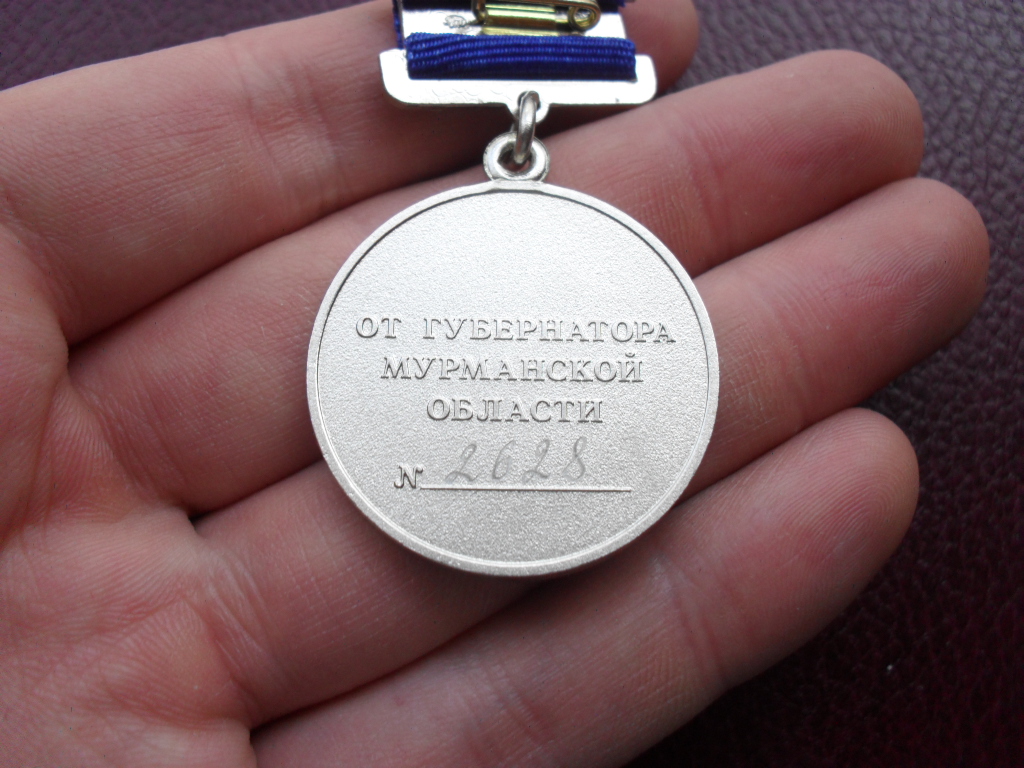 ОТ ГУБЕРНАТОРА
МУРМАНСКОЙ
ОБЛАСТИ
№ 2628